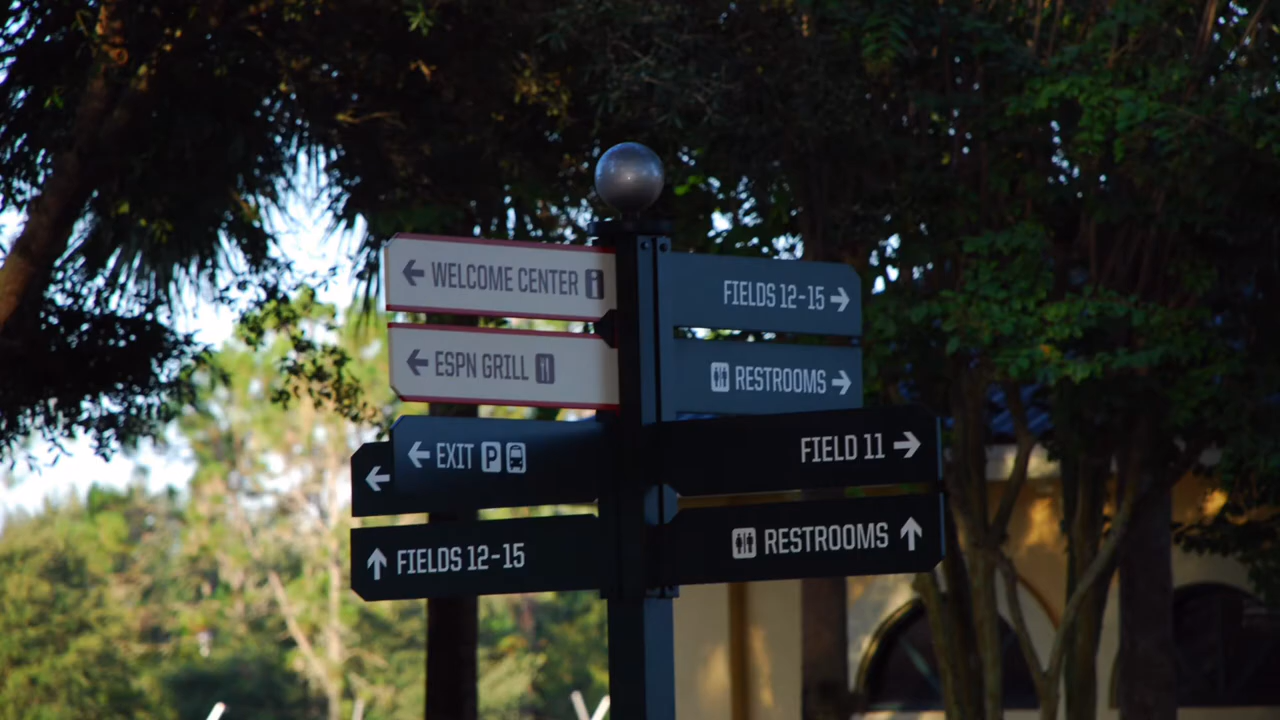 WELCOME CENTER
ESPN GRILL
EXIT P
FIELDS 12-15
FIELDS 12-15
RESTROOMS
FIELD 11
RESTROOMS